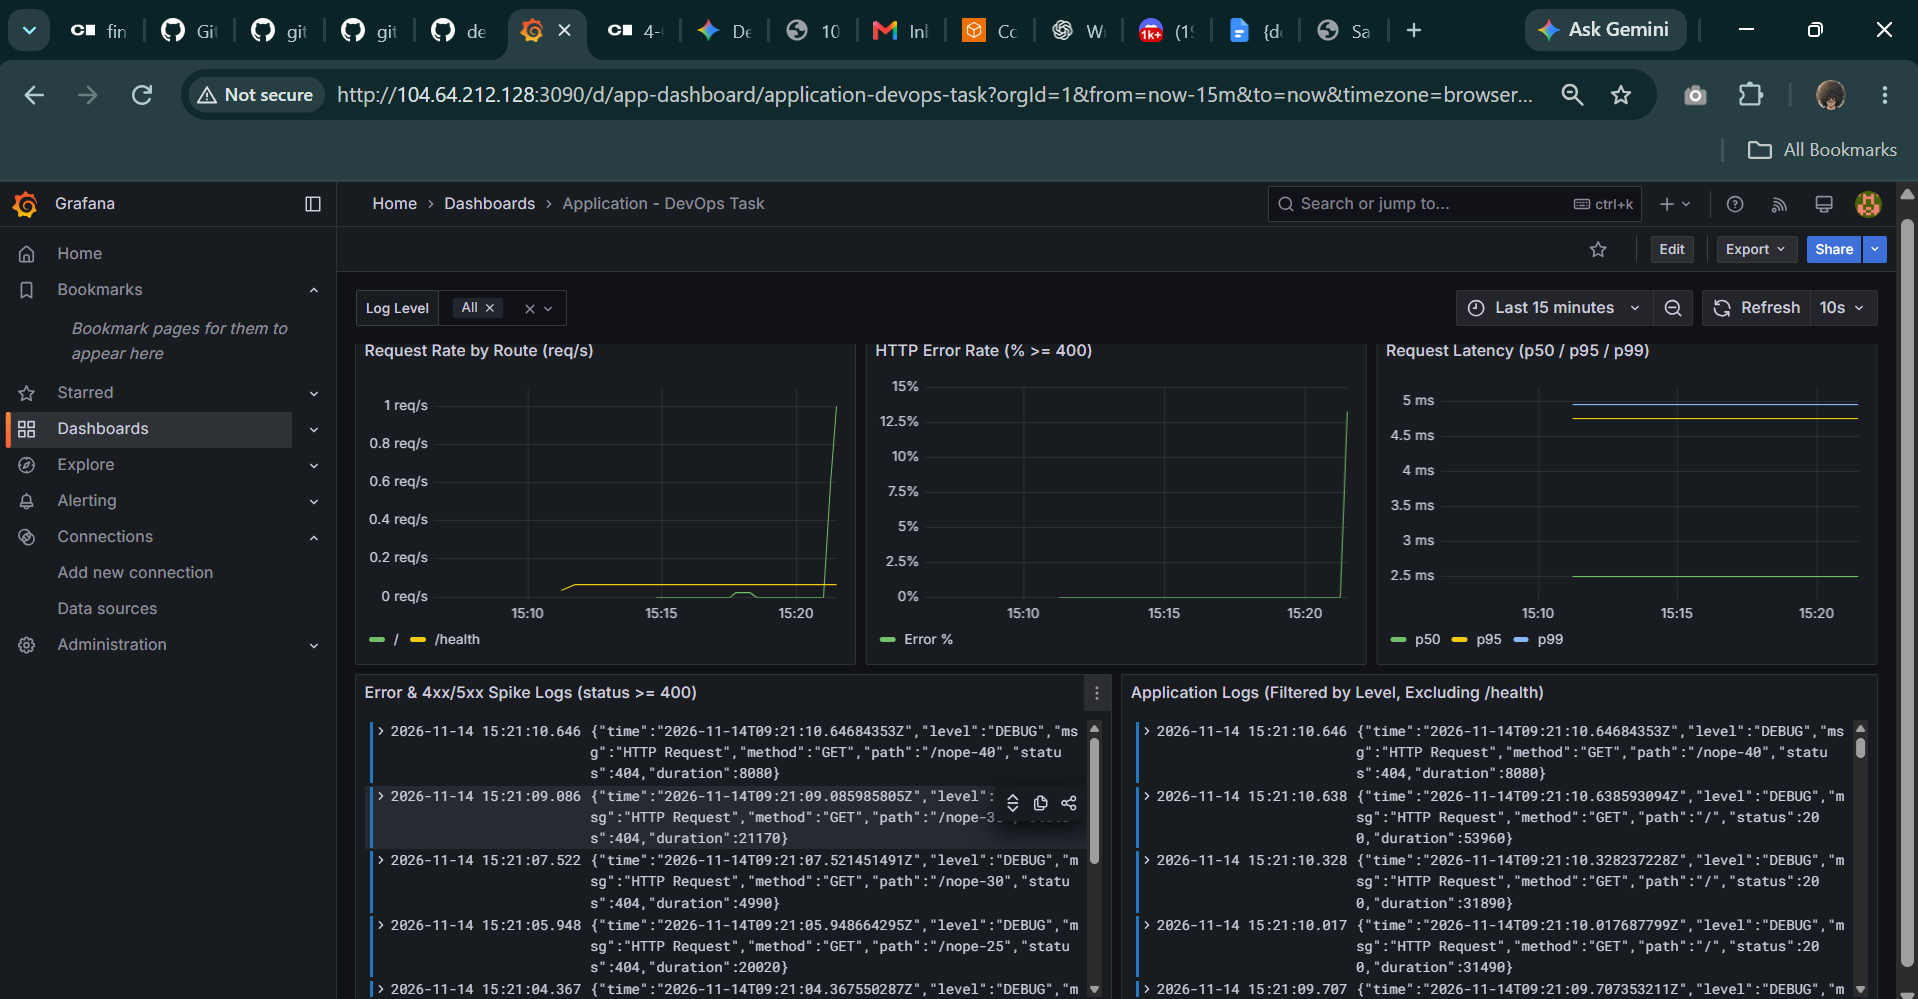 fin
Git
git
git
de
4-
De
10
Inl
Co
W
1k+
(19
{d
Sa
Ask Gemini
Not secure
http://104.64.212.128:3090/d/app-dashboard/application-devops-task?orgId=1&from=now-15m&to=now&timezone=browser...
All Bookmarks
Grafana
Home › Dashboards › Application - DevOps Task
Search or jump to...
ctrl+k
Home
Bookmarks
Bookmark pages for them to
appear here
Starred
Dashboards
Explore
Alerting
Connections
Add new connection
Data sources
Administration
Edit
Export
Share
Log Level
All
Last 15 minutes
Refresh
10s
Request Rate by Route (req/s)
1 req/s
0.8 req/s
0.6 req/s
0.4 req/s
0.2 req/s
0 req/s
15:10
15:15
15:20
/
/health
HTTP Error Rate (% >= 400)
15%
12.5%
10%
7.5%
5%
2.5%
0%
15:10
15:15
15:20
Error %
Request Latency (p50 / p95 / p99)
5 ms
4.5 ms
4 ms
3.5 ms
3 ms
2.5 ms
15:10
15:15
15:20
p50
p95
p99
Error & 4xx/5xx Spike Logs (status >= 400)
2026-11-14 15:21:10.646 {"time":"2026-11-14T09:21:10.64684353Z","level":"DEBUG","ms
g":"HTTP Request","method":"GET","path":"/nope-40","statu
s":404,"duration":8080}
2026-11-14 15:21:09.086 {"time":"2026-11-14T09:21:09.085985805Z","level":
sg":"HTTP Request","method":"GET","path":"/nope-3
s":404,"duration":21170}
2026-11-14 15:21:07.522 {"time":"2026-11-14T09:21:07.521451491Z","level":"DEBUG","m
sg":"HTTP Request","method":"GET","path":"/nope-30","statu
s":404,"duration":4990}
2026-11-14 15:21:05.948 {"time":"2026-11-14T09:21:05.948664295Z","level":"DEBUG","m
sg":"HTTP Request","method":"GET","path":"/nope-25","statu
s":404,"duration":20020}
2026-11-14 15:21:04.367 {"time":"2026-11-14T09:21:04.367550287Z","level":"DEBUG","m
Application Logs (Filtered by Level, Excluding /health)
2026-11-14 15:21:10.646 {"time":"2026-11-14T09:21:10.64684353Z","level":"DEBUG","ms
g":"HTTP Request","method":"GET","path":"/nope-40","statu
s":404,"duration":8080}
2026-11-14 15:21:10.638 {"time":"2026-11-14T09:21:10.638593094Z","level":"DEBUG","m
sg":"HTTP Request","method":"GET","path":"/","status":20
0,"duration":53960}
2026-11-14 15:21:10.328 {"time":"2026-11-14T09:21:10.328237228Z","level":"DEBUG","m
sg":"HTTP Request","method":"GET","path":"/","status":20
0,"duration":31890}
2026-11-14 15:21:10.017 {"time":"2026-11-14T09:21:10.017687799Z","level":"DEBUG","m
sg":"HTTP Request","method":"GET","path":"/","status":20
0,"duration":31490}
2026-11-14 15:21:09.707 {"time":"2026-11-14T09:21:09.707353211Z","level":"DEBUG","m